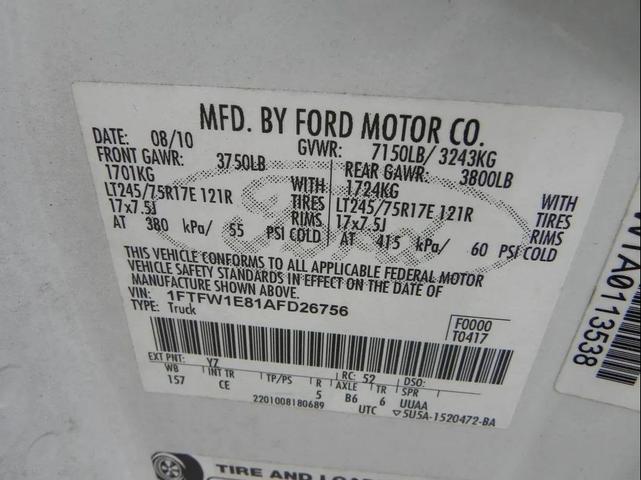 MFD. BY FORD MOTOR CO.
DATE: 08/10 GVWR: 7150LB/ 3243KG
FRONT GAWR: 3750LB REAR GAWR: 3800LB
1701KG WITH 1724KG WITH
LT245/75R17E 121R TIRES LT245/75R17E 121R TIRES
17x7.5J RIMS 17x7.5J RIMS
AT 380 kPa/ 55 PSI COLD AT 415 kPa/ 60 PSI COLD
Ford
THIS VEHICLE CONFORMS TO ALL APPLICABLE FEDERAL MOTOR
VEHICLE SAFETY STANDARDS IN EFFECT ON THE DATE OF
MANUFACTURE SHOWN ABOVE.
VIN: 1FTFW1E81AFD26756
TYPE: Truck
F0000
T0417
EXT PNT: YZ RC: 52 DSO:
WB INT TR TP/PS R AXLE TR
157 CE 5 B6 6 UUAA
2201008180689 UTC ▽5U5A-1520472-BA
TIRE AND LOA
A0113538